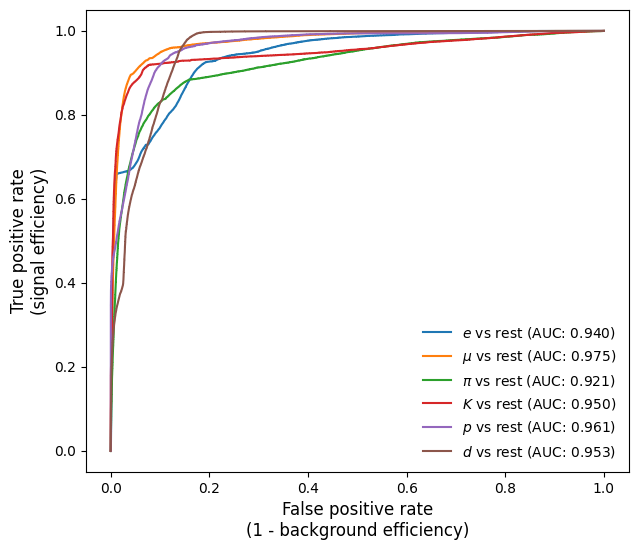 True positive rate
(signal efficiency)
1.0
0.8
0.6
0.4
0.2
0.0
e vs rest (AUC: 0.940)
μ vs rest (AUC: 0.975)
π vs rest (AUC: 0.921)
K vs rest (AUC: 0.950)
p vs rest (AUC: 0.961)
d vs rest (AUC: 0.953)
0.0 0.2 0.4 0.6 0.8 1.0
False positive rate
(1 - background efficiency)